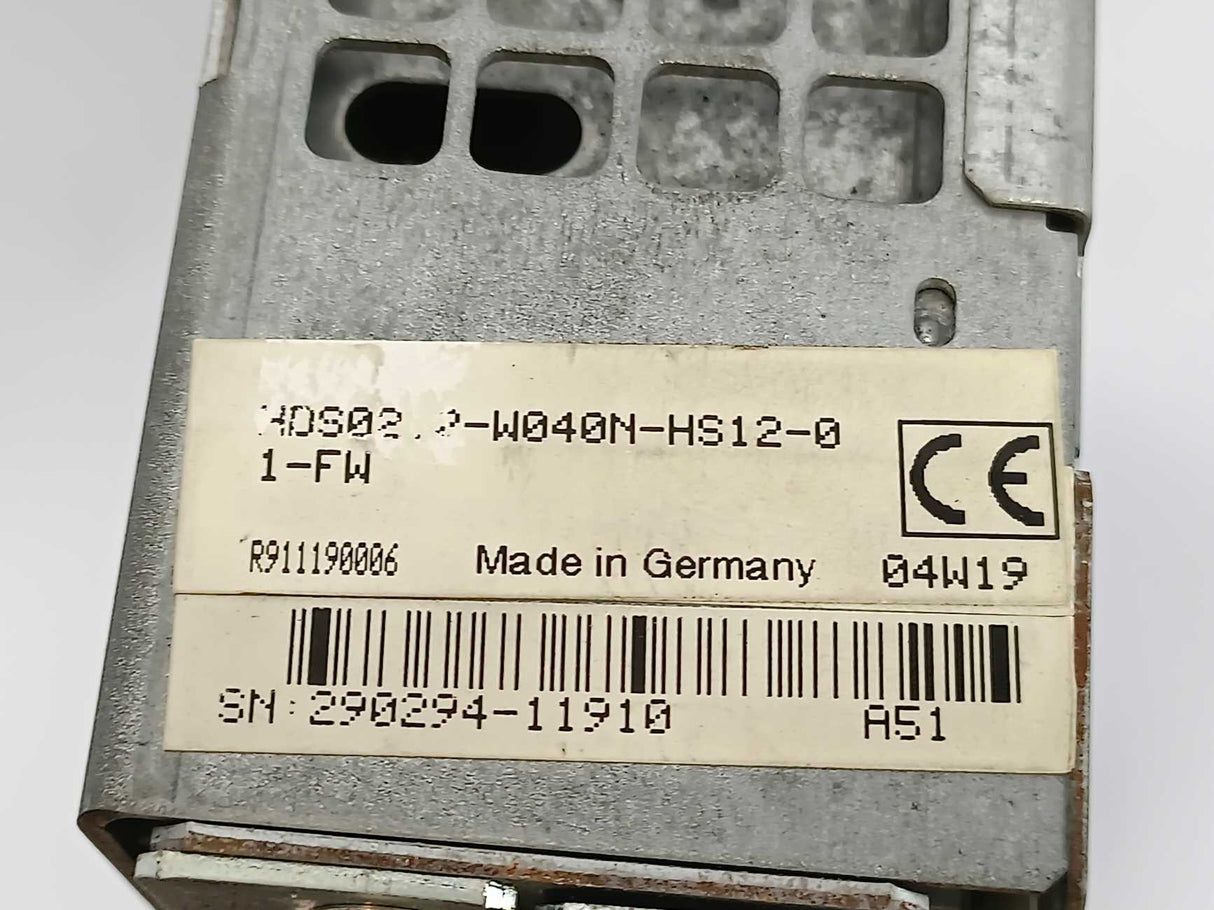 HDS02.2-W040N-HS12-0
1-FW
CE
R911190006 Made in Germany 04W19
SN:290294-11910 A51